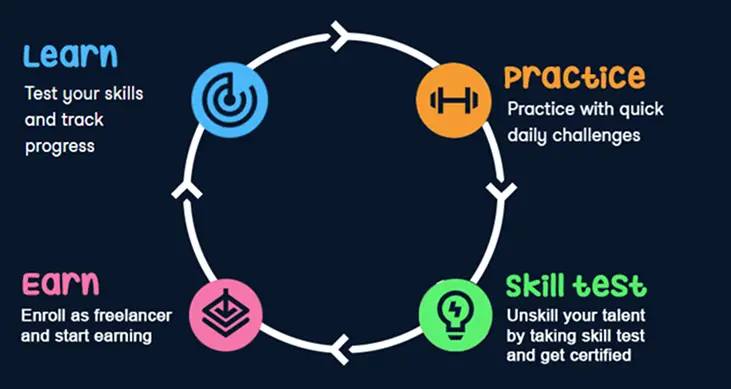 Learn
Test your skills
and track
progress
Practice
Practice with quick
daily challenges
Earn
Enroll as freelancer
and start earning
Skill test
Unskill your talent
by taking skill test
and get certified